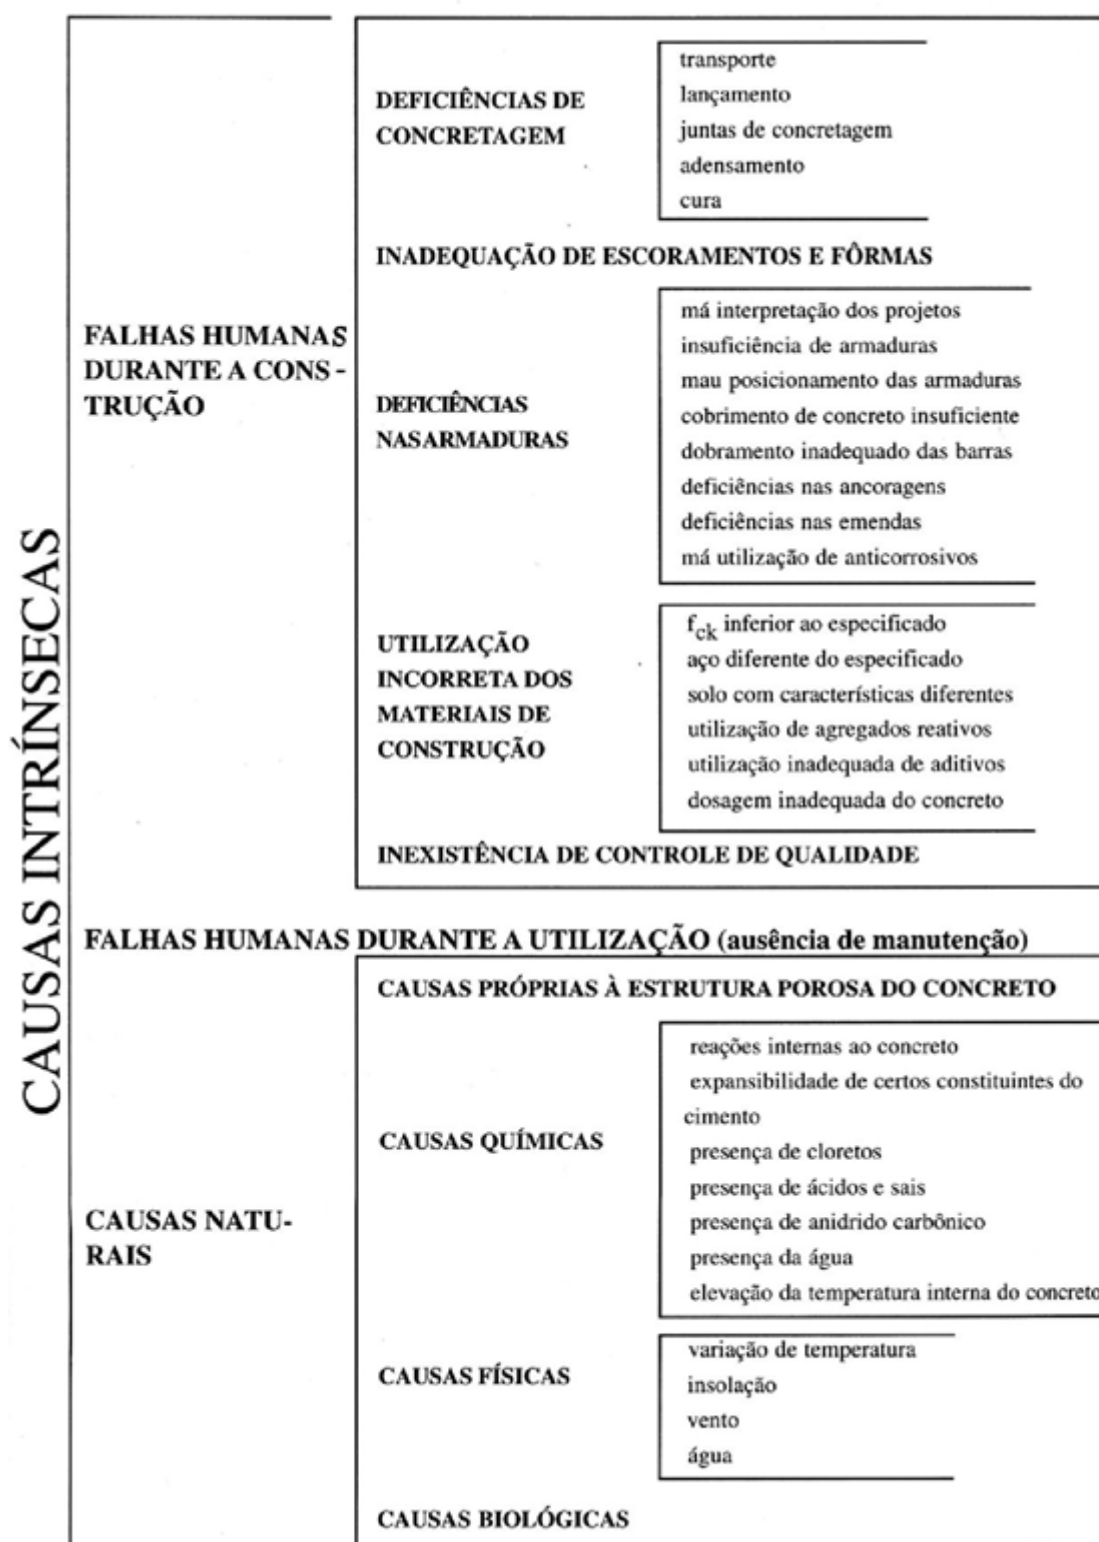 CAUSAS INTRÍNSECAS
FALHAS HUMANAS
DURANTE A CONS -
TRUÇÃO
DEFICIÊNCIAS DE
CONCRETAGEM
transporte
lançamento
juntas de concretagem
adensamento
cura
INADEQUAÇÃO DE ESCORAMENTOS E FÔRMAS
DEFICIÊNCIAS
NAS ARMADURAS
má interpretação dos projetos
insuficiência de armaduras
mau posicionamento das armaduras
cobrimento de concreto insuficiente
dobramento inadequado das barras
deficiências nas ancoragens
deficiências nas emendas
má utilização de anticorrosivos
UTILIZAÇÃO
INCORRETA DOS
MATERIAIS DE
CONSTRUÇÃO
fck inferior ao especificado
aço diferente do especificado
solo com características diferentes
utilização de agregados reativos
utilização inadequada de aditivos
dosagem inadequada do concreto
INEXISTÊNCIA DE CONTROLE DE QUALIDADE
FALHAS HUMANAS DURANTE A UTILIZAÇÃO (ausência de manutenção)
CAUSAS NATU-
RAIS
CAUSAS PRÓPRIAS À ESTRUTURA POROSA DO CONCRETO
CAUSAS QUÍMICAS
reações internas ao concreto
expansibilidade de certos constituintes do
cimento
presença de cloretos
presença de ácidos e sais
presença de anidrido carbônico
presença da água
elevação da temperatura interna do concreto
CAUSAS FÍSICAS
variação de temperatura
insolação
vento
água
CAUSAS BIOLÓGICAS